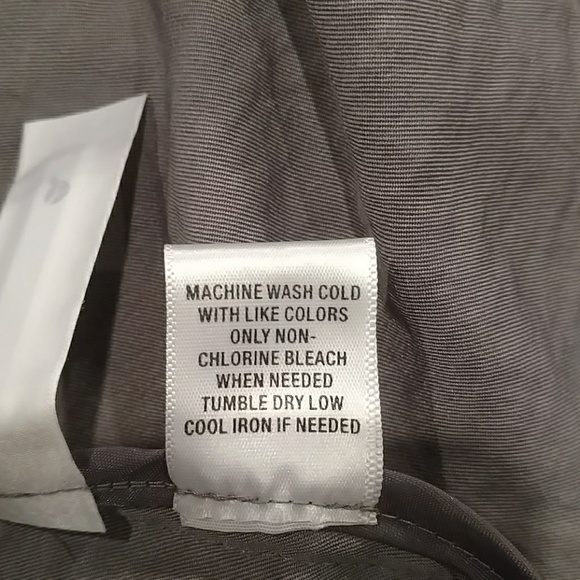 MACHINE WASH COLD
WITH LIKE COLORS
ONLY NON-
CHLORINE BLEACH
WHEN NEEDED
TUMBLE DRY LOW
COOL IRON IF NEEDED